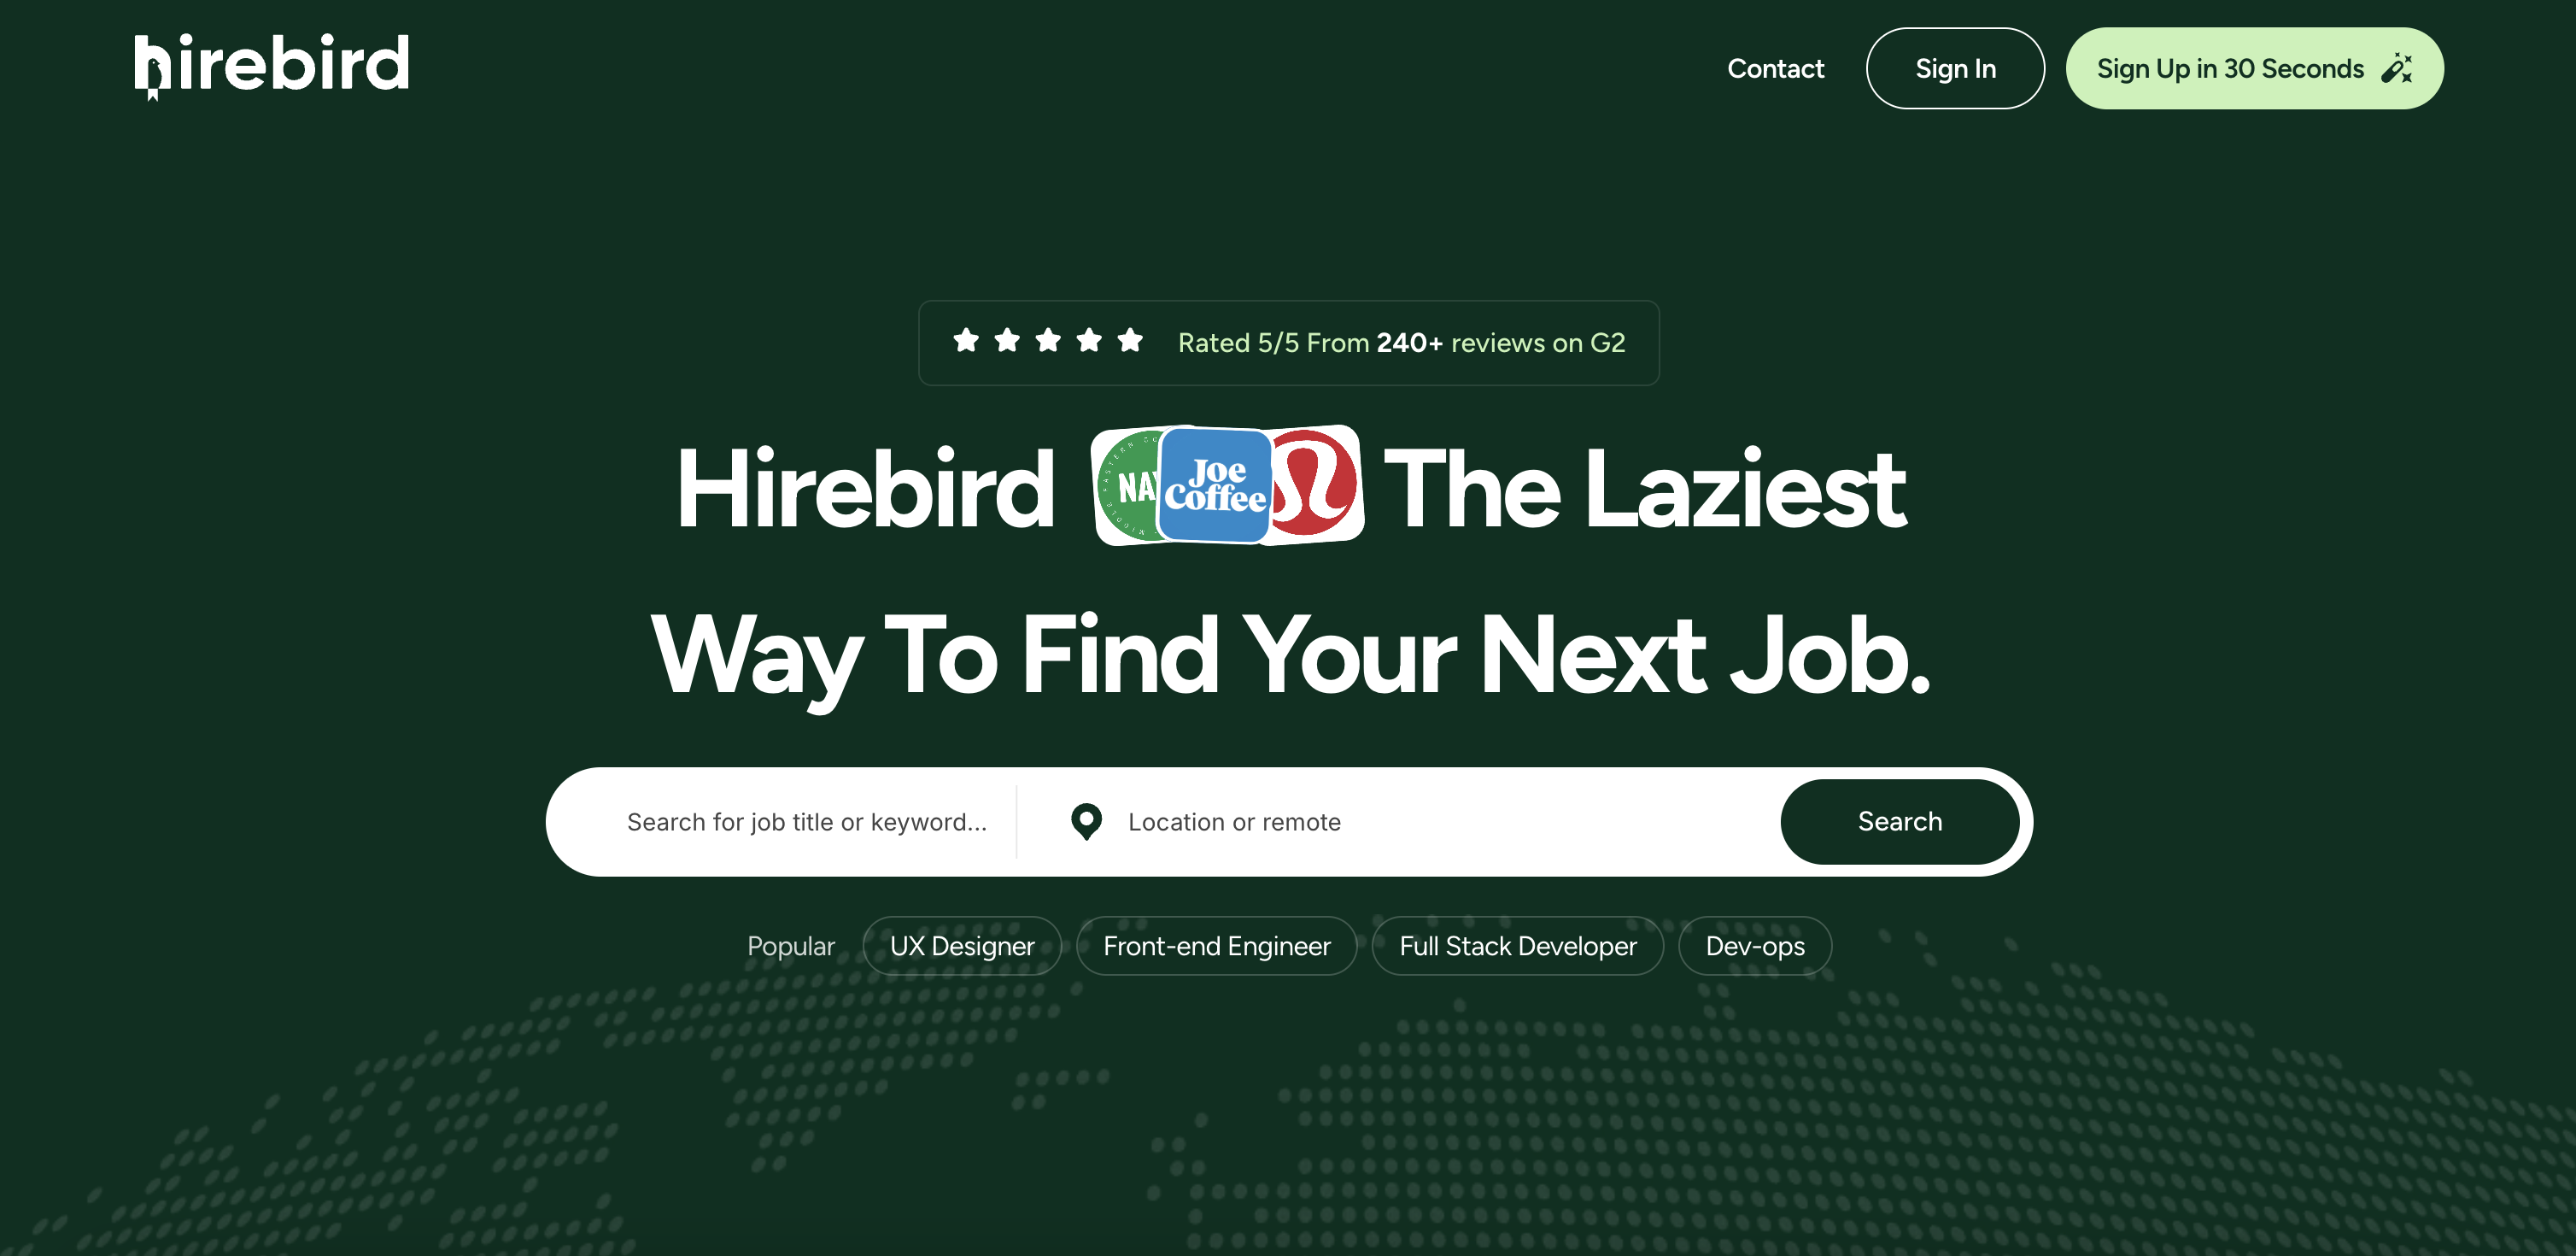 hirebird
Contact
Sign In
Sign Up in 30 Seconds
Rated 5/5 From 240+ reviews on G2
Hirebird
Joe
Coffee
The Laziest
Way To Find Your Next Job.
Search for job title or keyword...
Location or remote
Search
Popular
UX Designer
Front-end Engineer
Full Stack Developer
Dev-ops